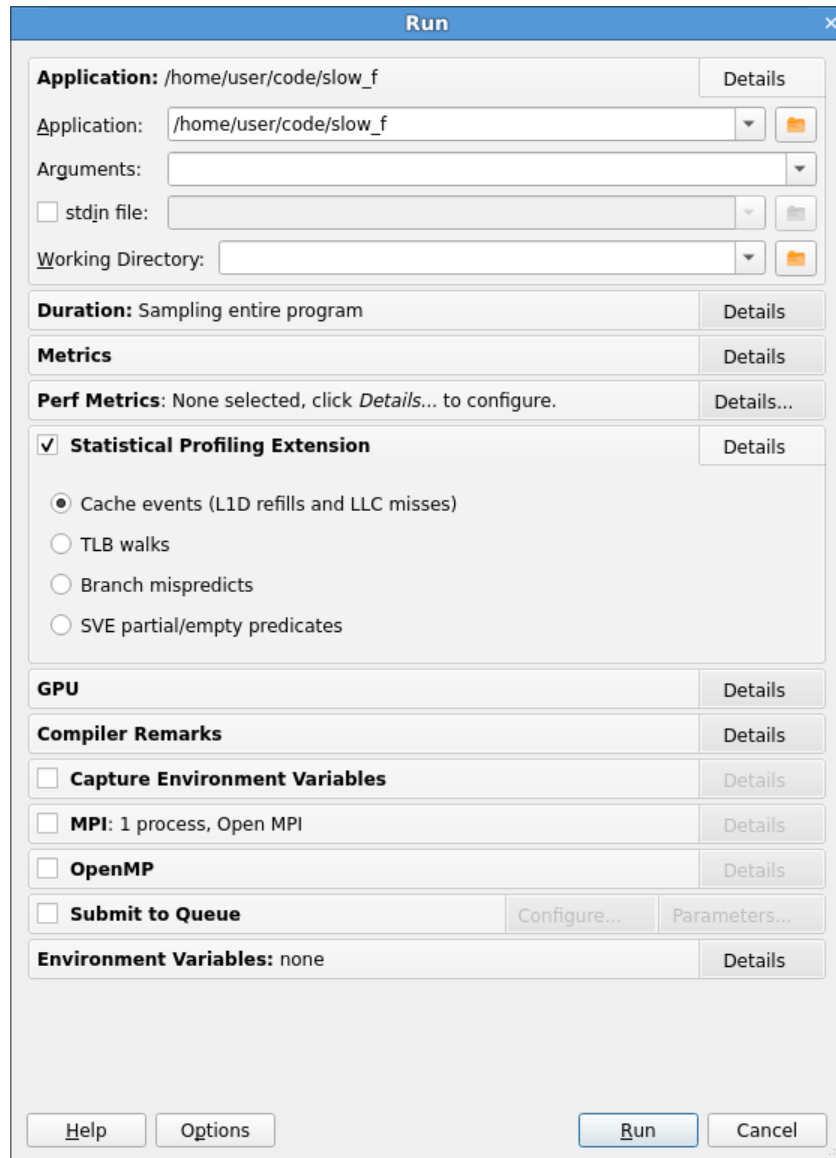 Run
Application: /home/user/code/slow_f Details
Application: /home/user/code/slow_f
Arguments:
stdin file:
Working Directory:
Duration: Sampling entire program Details
Metrics Details
Perf Metrics: None selected, click Details... to configure. Details...
Statistical Profiling Extension Details
Cache events (L1D refills and LLC misses)
TLB walks
Branch mispredicts
SVE partial/empty predicates
GPU Details
Compiler Remarks Details
Capture Environment Variables Details
MPI: 1 process, Open MPI Details
OpenMP Details
Submit to Queue Configure... Parameters...
Environment Variables: none Details
Help Options Run Cancel